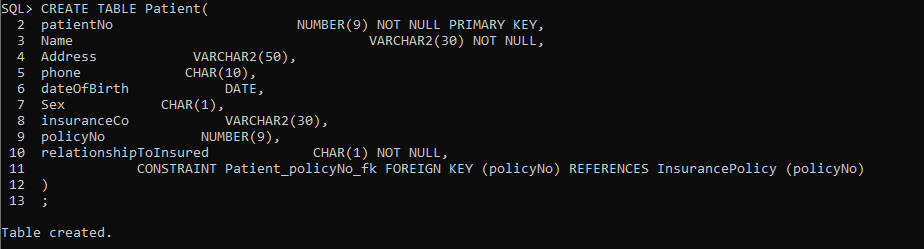 SQL> CREATE TABLE Patient(
  2  patientNo                     NUMBER(9) NOT NULL PRIMARY KEY,
  3  Name                                     VARCHAR2(30) NOT NULL,
  4  Address            VARCHAR2(50),
  5  phone             CHAR(10),
  6  dateOfBirth            DATE,
  7  Sex            CHAR(1),
  8  insuranceCo            VARCHAR2(30),
  9  policyNo            NUMBER(9),
 10  relationshipToInsured             CHAR(1) NOT NULL,
 11              CONSTRAINT Patient_policyNo_fk FOREIGN KEY (policyNo) REFERENCES InsurancePolicy (policyNo)
 12  )
 13  ;
Table created.